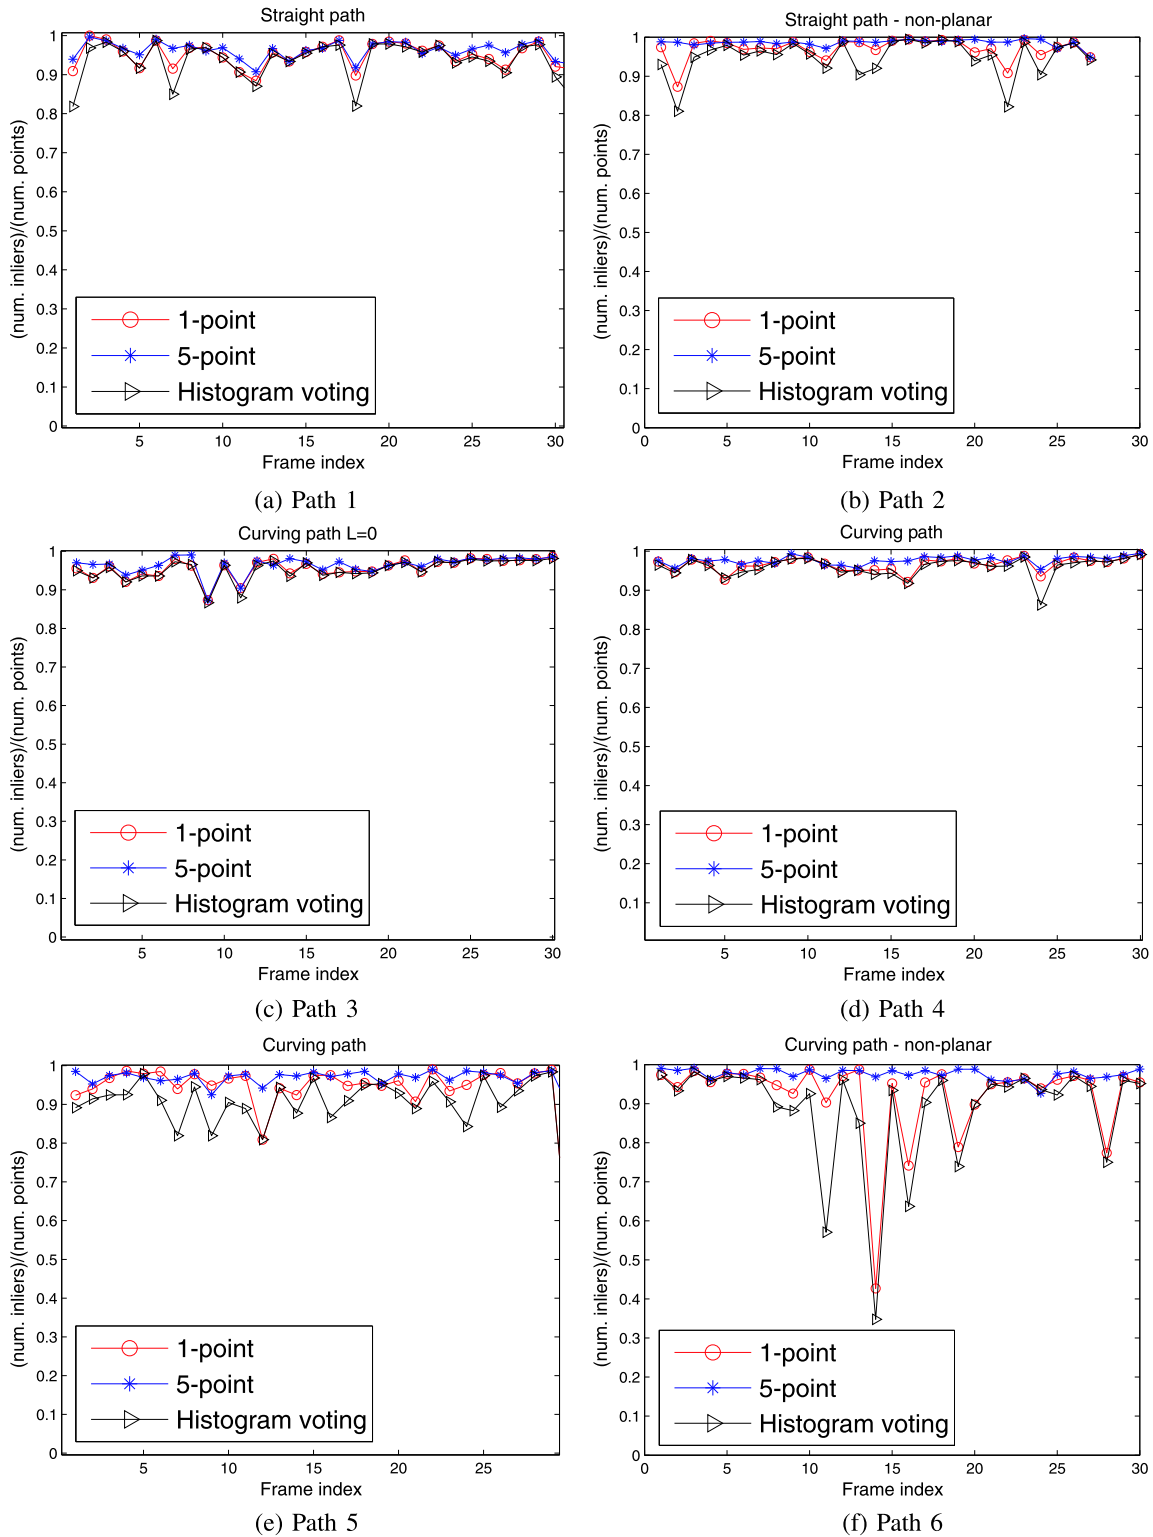 Straight path
1
0.9
0.8
0.7
0.6
0.5
0.4
0.3
0.2
0.1
0
(num. inliers)/(num. points)
1-point
5-point
Histogram voting
5 10 15 20 25 30
Frame index
(a) Path 1
Straight path - non-planar
1
0.9
0.8
0.7
0.6
0.5
0.4
0.3
0.2
0.1
0
(num. inliers)/(num. points)
1-point
5-point
Histogram voting
0 5 10 15 20 25 30
Frame index
(b) Path 2
Curving path L=0
1
0.9
0.8
0.7
0.6
0.5
0.4
0.3
0.2
0.1
0
(num. inliers)/(num. points)
1-point
5-point
Histogram voting
5 10 15 20 25 30
Frame index
(c) Path 3
Curving path
1
0.9
0.8
0.7
0.6
0.5
0.4
0.3
0.2
0.1
(num. inliers)/(num. points)
1-point
5-point
Histogram voting
5 10 15 20 25 30
Frame index
(d) Path 4
Curving path
1
0.9
0.8
0.7
0.6
0.5
0.4
0.3
0.2
0.1
0
(num. inliers)/(num. points)
1-point
5-point
Histogram voting
5 10 15 20 25
Frame index
(e) Path 5
Curving path - non-planar
1
0.9
0.8
0.7
0.6
0.5
0.4
0.3
0.2
0.1
0
(num. inliers)/(num. points)
1-point
5-point
Histogram voting
0 5 10 15 20 25 30
Frame index
(f) Path 6